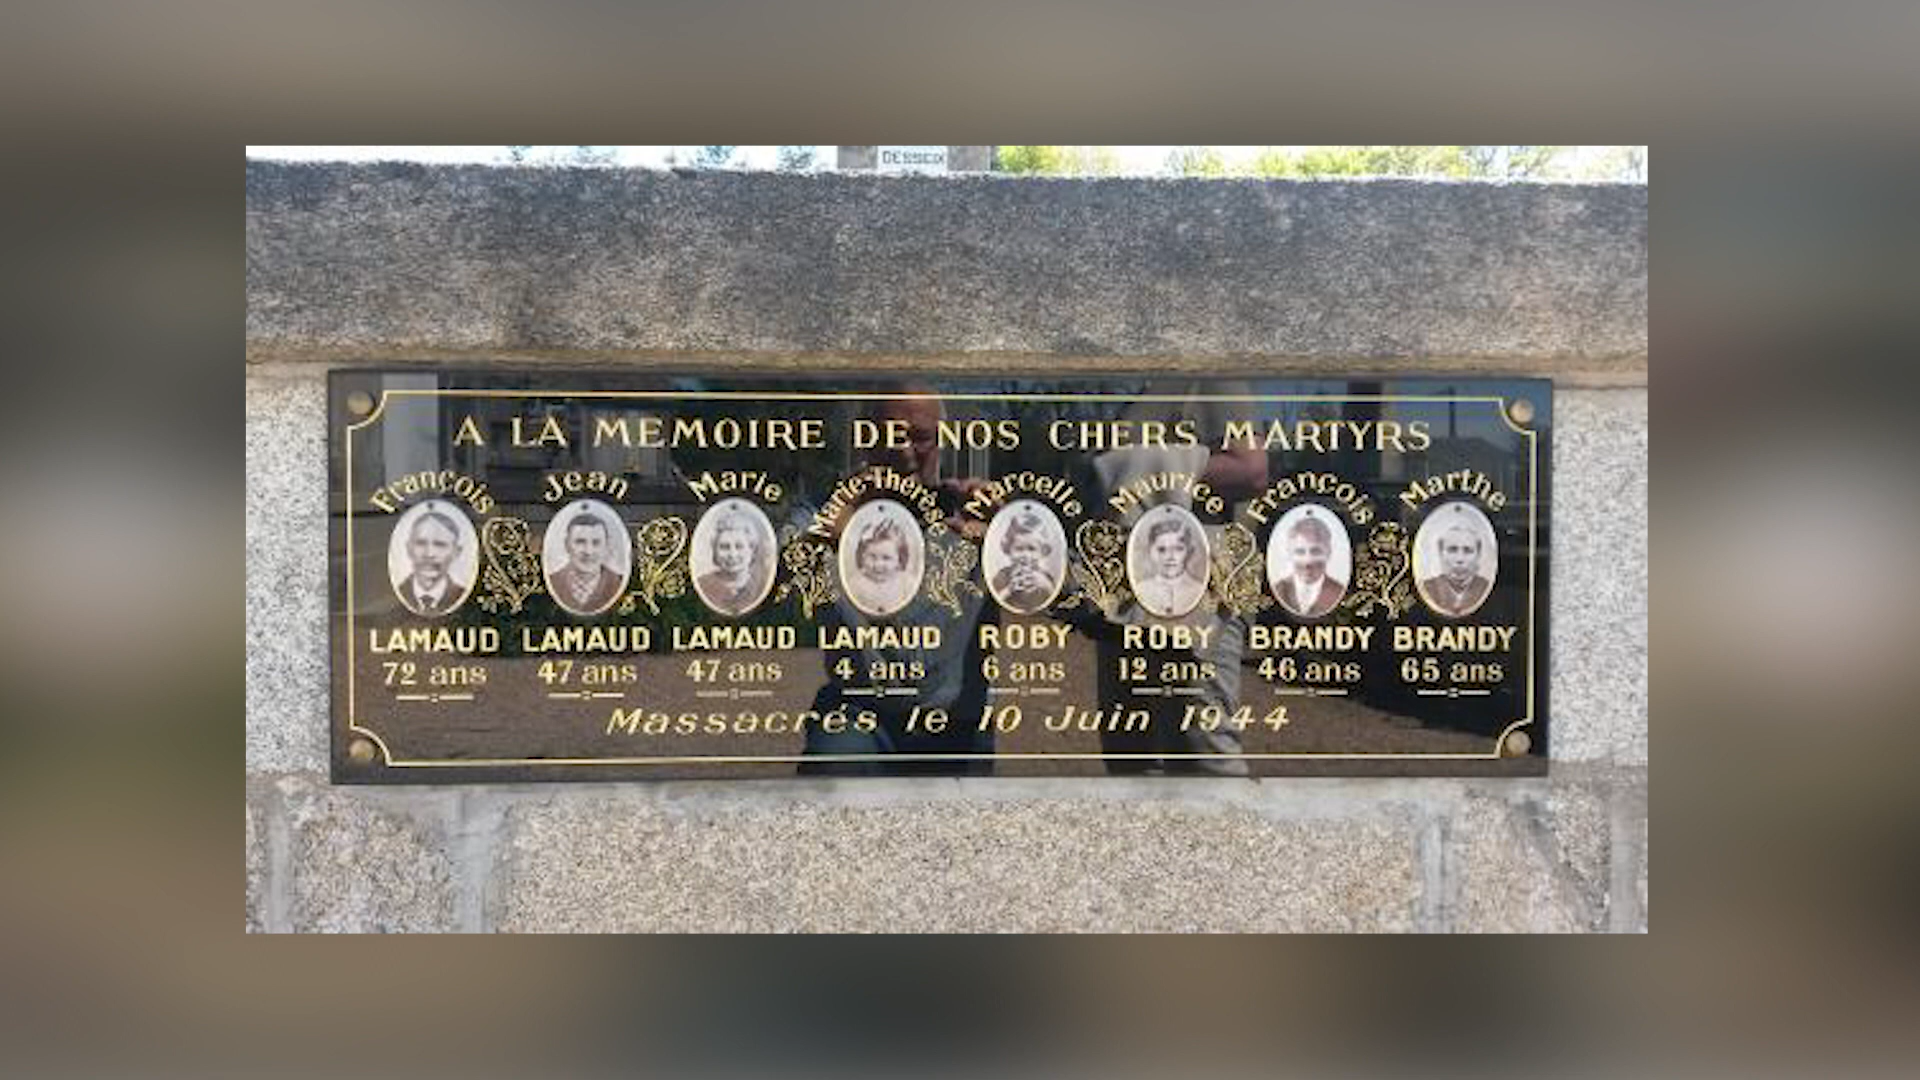 DESSEIX
A LA MEMOIRE DE NOS CHERS MARTYRS
François Jean Marie Marie-Thérèse Marcelle Maurice François Marthe
LAMAUD LAMAUD LAMAUD LAMAUD ROBY ROBY BRANDY BRANDY
72 ans 47 ans 47 ans 4 ans 6 ans 12 ans 46 ans 65 ans
Massacrés le 10 Juin 1944